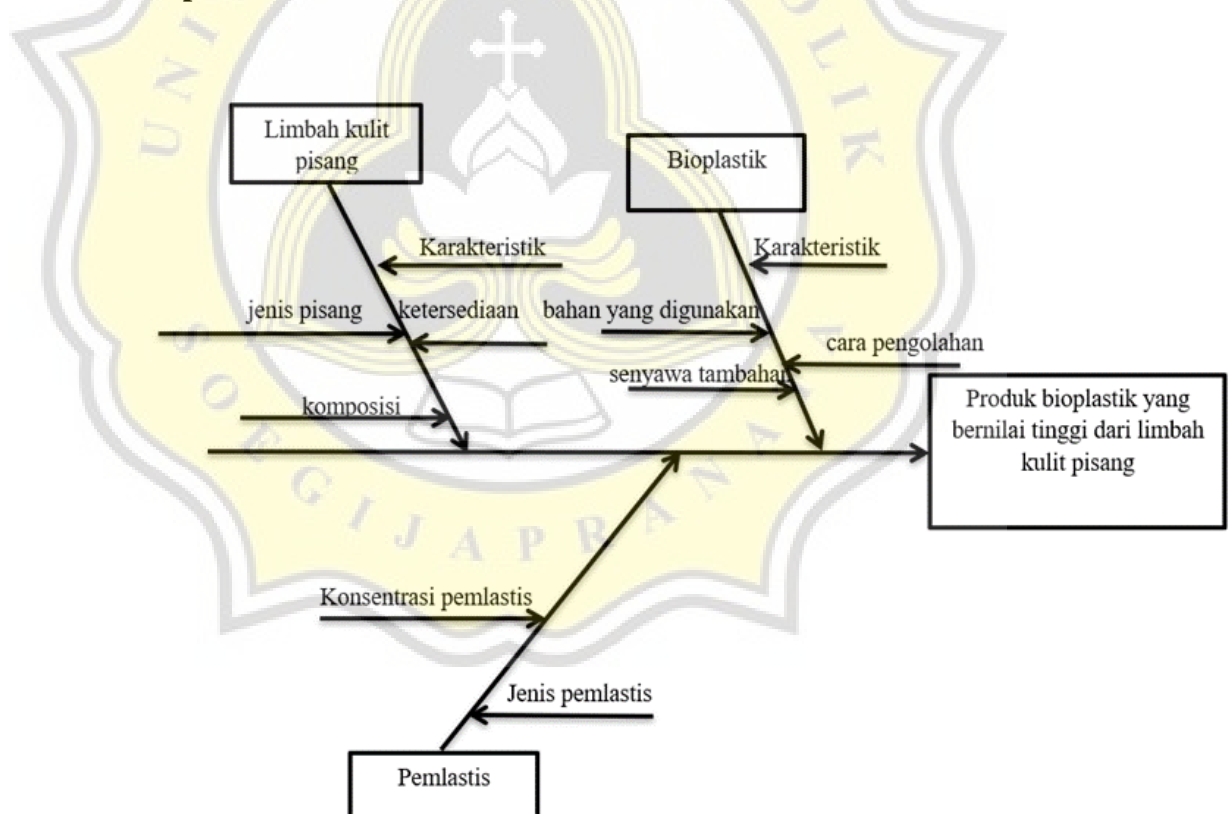 Limbah kulit
pisang
Bioplastik
Karakteristik
Karakteristik
jenis pisang
ketersediaan
bahan yang digunakan
cara pengolahan
senyawa tambahan
komposisi
Produk bioplastik yang
bernilai tinggi dari limbah
kulit pisang
Konsentrasi pemlastis
Jenis pemlastis
Pemlastis
SOEGIJAPRANA